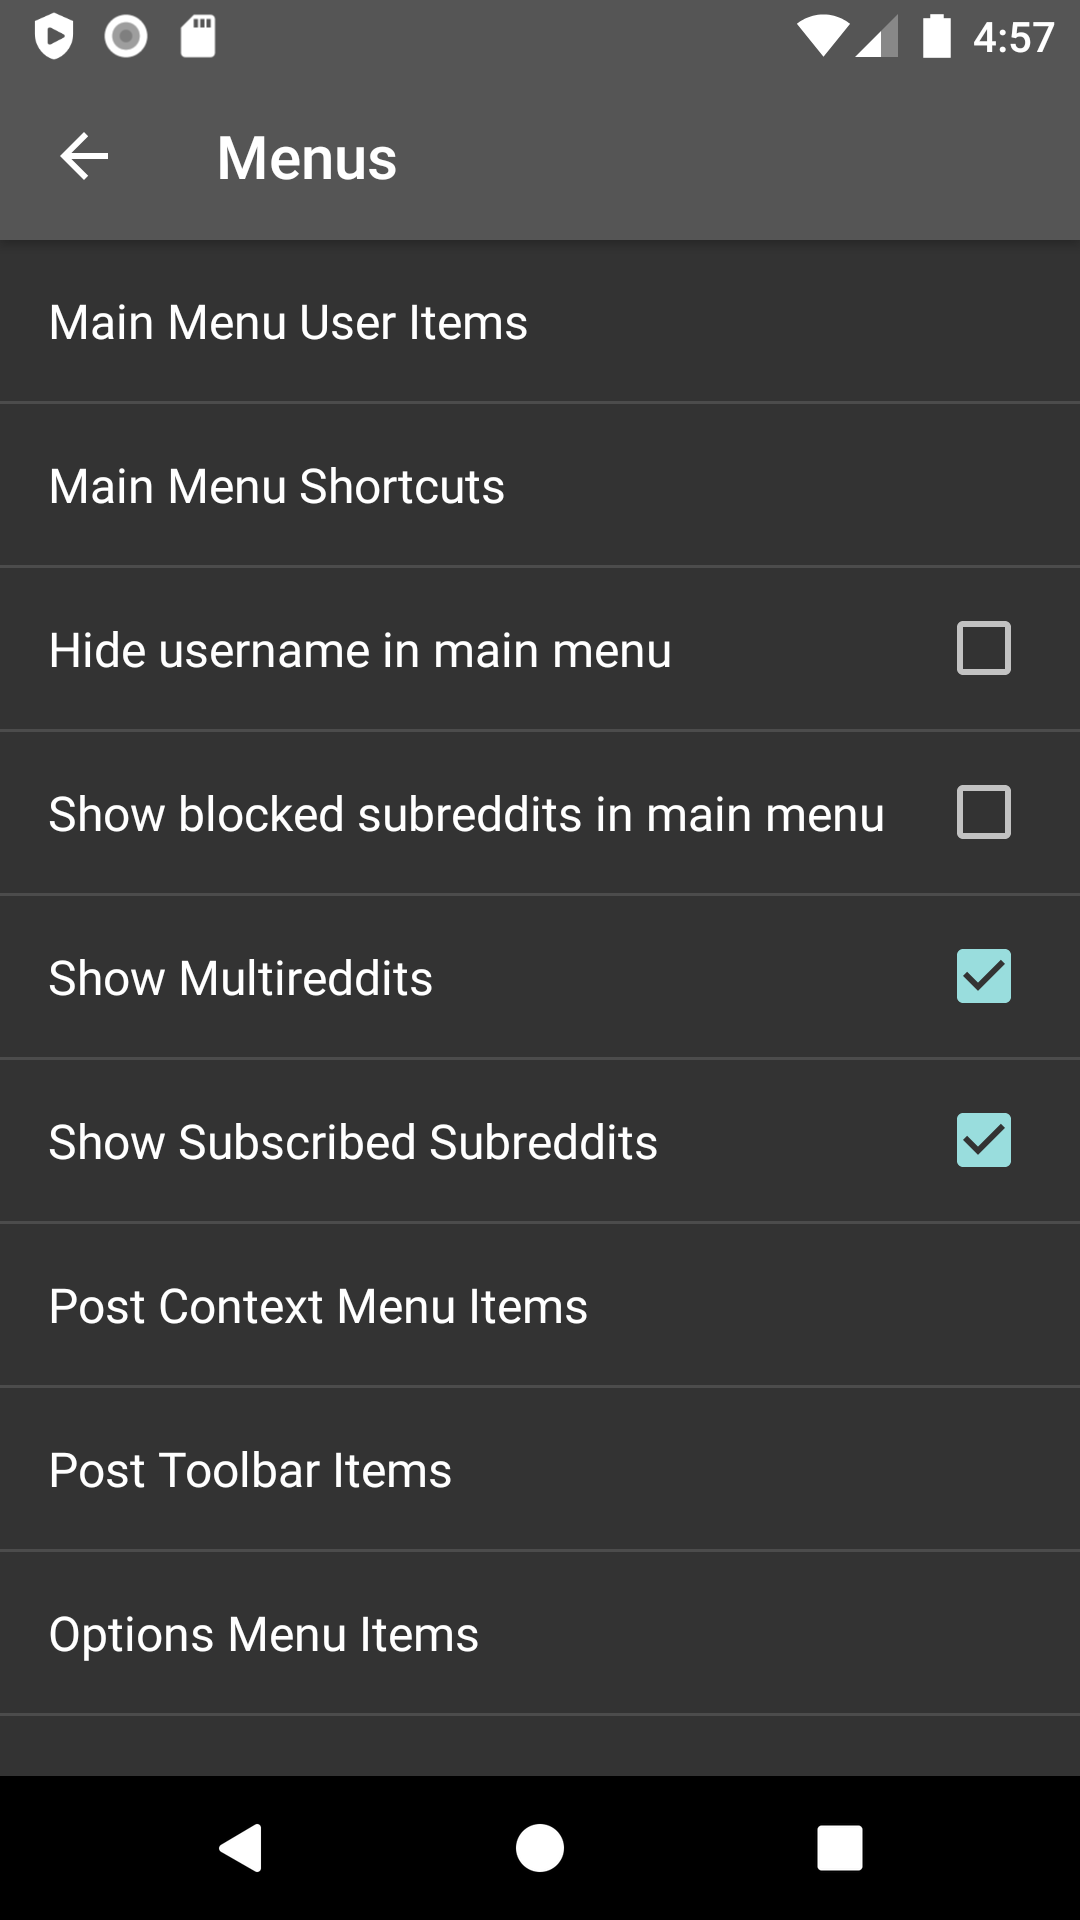 4:57
Menus
Main Menu User Items
Main Menu Shortcuts
Hide username in main menu
Show blocked subreddits in main menu
Show Multireddits
Show Subscribed Subreddits
Post Context Menu Items
Post Toolbar Items
Options Menu Items